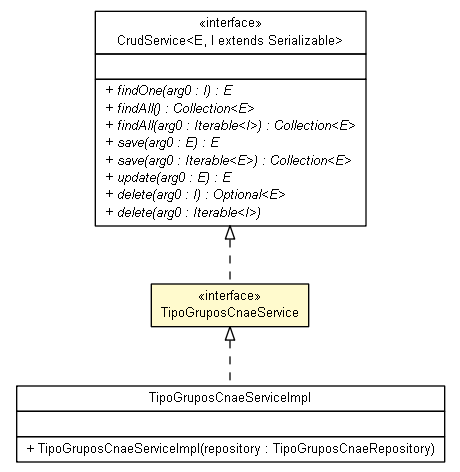 «interface»
CrudService<E, I extends Serializable>
+ findOne(arg0 : I) : E
+ findAll() : Collection<E>
+ findAll(arg0 : Iterable<I>) : Collection<E>
+ save(arg0 : E) : E
+ save(arg0 : Iterable<E>) : Collection<E>
+ update(arg0 : E) : E
+ delete(arg0 : I) : Optional<E>
+ delete(arg0 : Iterable<I>)
«interface»
TipoGruposCnaeService
TipoGruposCnaeServiceImpl
+ TipoGruposCnaeServiceImpl(repository : TipoGruposCnaeRepository)